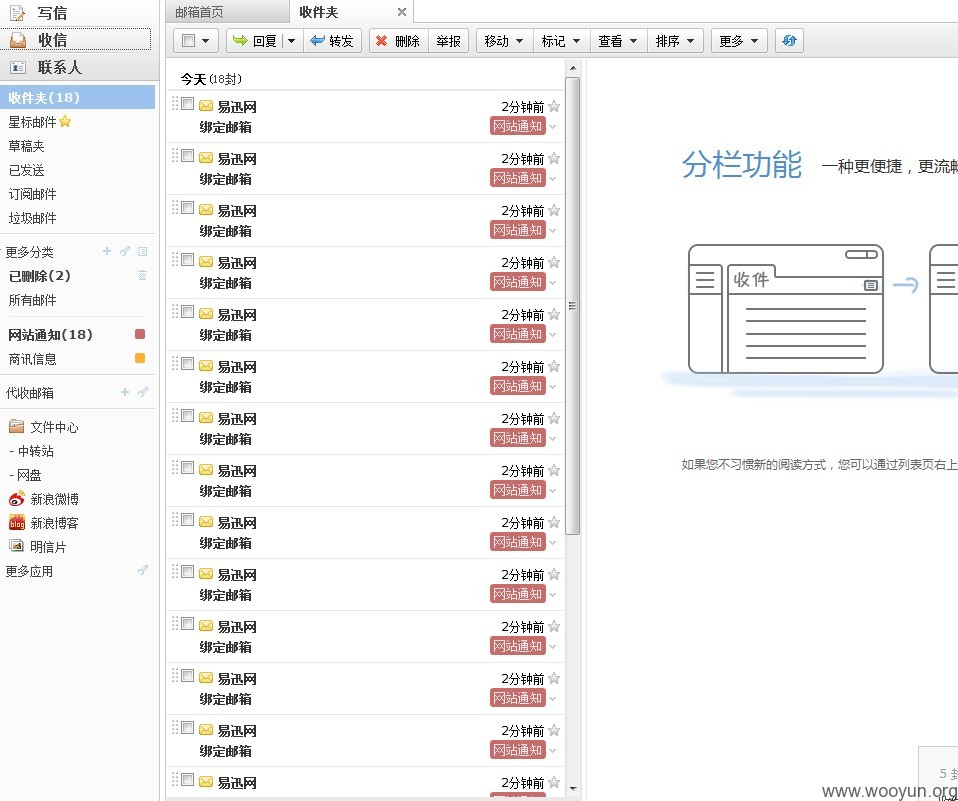 写信
收信
联系人
收件夹(18)
星标邮件
草稿夹
已发送
订阅邮件
垃圾邮件
更多分类
已删除(2)
所有邮件
网站通知(18)
商讯信息
代收邮箱
文件中心
- 中转站
- 网盘
新浪微博
blog 新浪博客
明信片
更多应用
邮箱首页 收件夹
回复 转发 删除 举报 移动 标记 查看 排序 更多
今天(18封)
易迅网 2分钟前
绑定邮箱 网站通知
易迅网 2分钟前
绑定邮箱 网站通知
易迅网 2分钟前
绑定邮箱 网站通知
易迅网 2分钟前
绑定邮箱 网站通知
易迅网 2分钟前
绑定邮箱 网站通知
易迅网 2分钟前
绑定邮箱 网站通知
易迅网 2分钟前
绑定邮箱 网站通知
易迅网 2分钟前
绑定邮箱 网站通知
易迅网 2分钟前
绑定邮箱 网站通知
易迅网 2分钟前
绑定邮箱 网站通知
易迅网 2分钟前
绑定邮箱 网站通知
易迅网 2分钟前
绑定邮箱 网站通知
易迅网 2分钟前
绑定邮箱 网站通知
易迅网 2分钟前
分栏功能 一种更便捷，更流畅
收件
如果您不习惯新的阅读方式，您可以通过列表页右上
5 封
www.wooyun.org